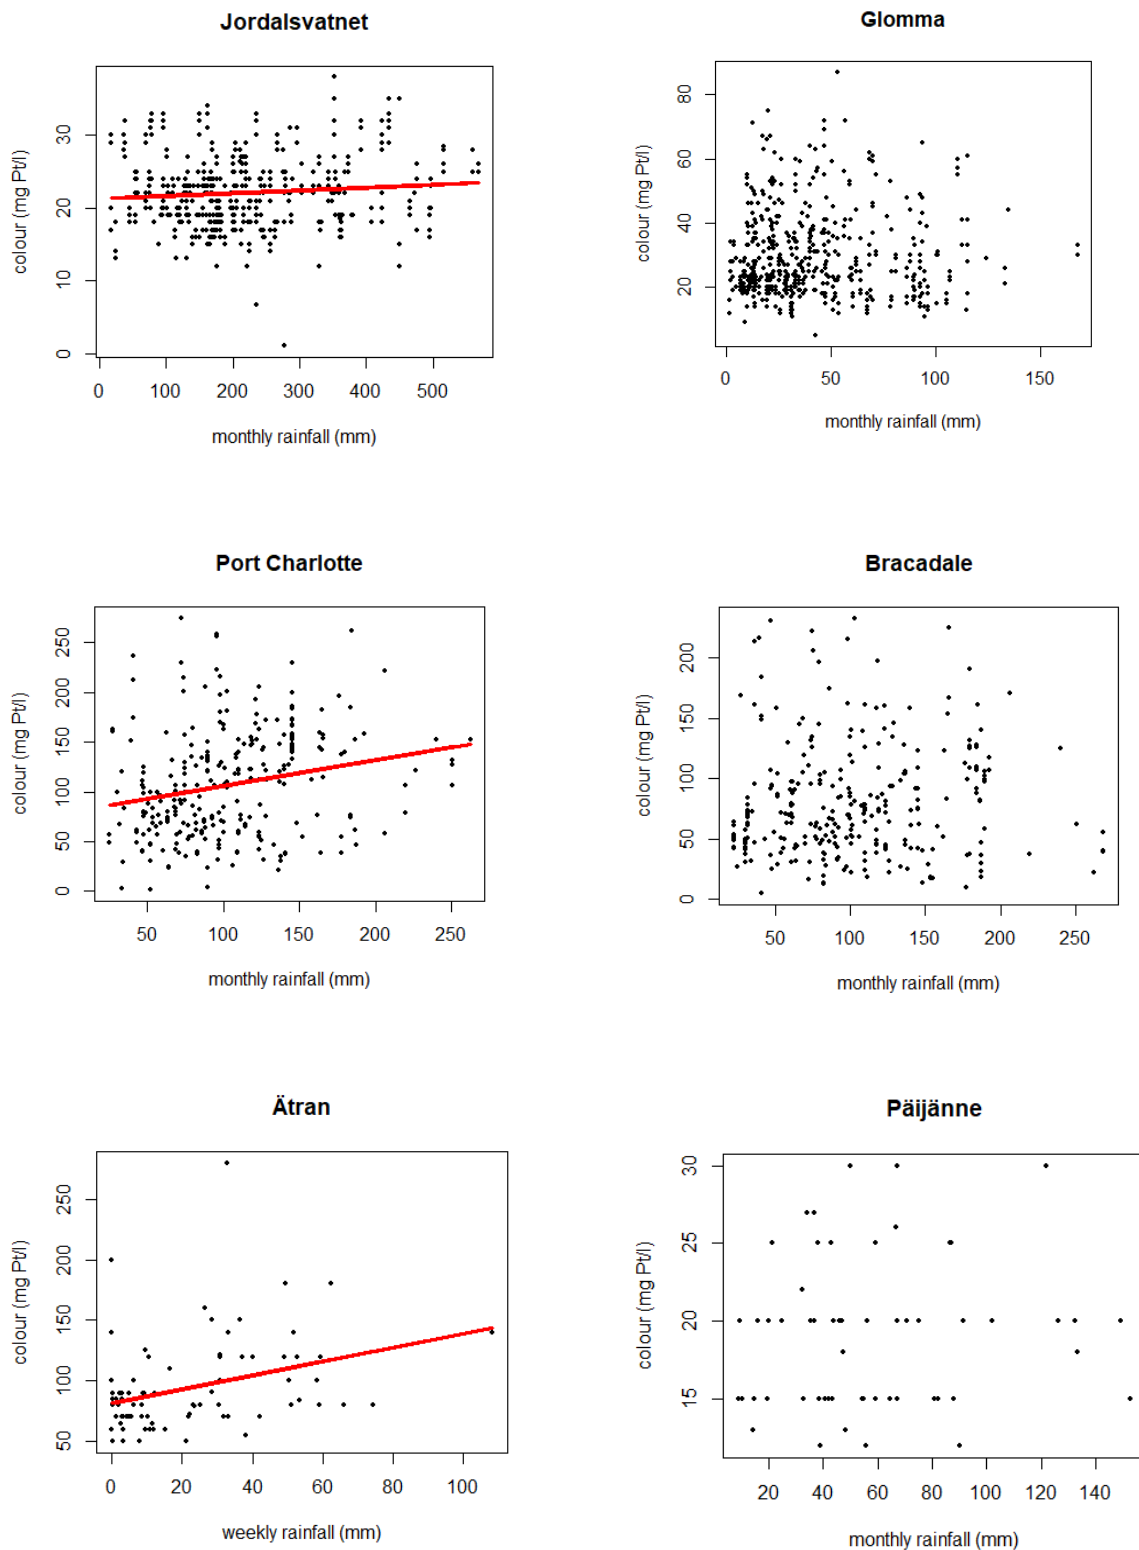 Jordalsvatnet
colour (mg Pt/l)
0 10 20 30
0 100 200 300 400 500
monthly rainfall (mm)
Glomma
colour (mg Pt/l)
20 40 60 80
0 50 100 150
monthly rainfall (mm)
Port Charlotte
colour (mg Pt/l)
0 50 100 150 200 250
50 100 150 200 250
monthly rainfall (mm)
Bracadale
colour (mg Pt/l)
0 50 100 150 200
50 100 150 200 250
monthly rainfall (mm)
Ätran
colour (mg Pt/l)
50 100 150 200 250
0 20 40 60 80 100
weekly rainfall (mm)
Päijänne
colour (mg Pt/l)
15 20 25 30
20 40 60 80 100 120 140
monthly rainfall (mm)